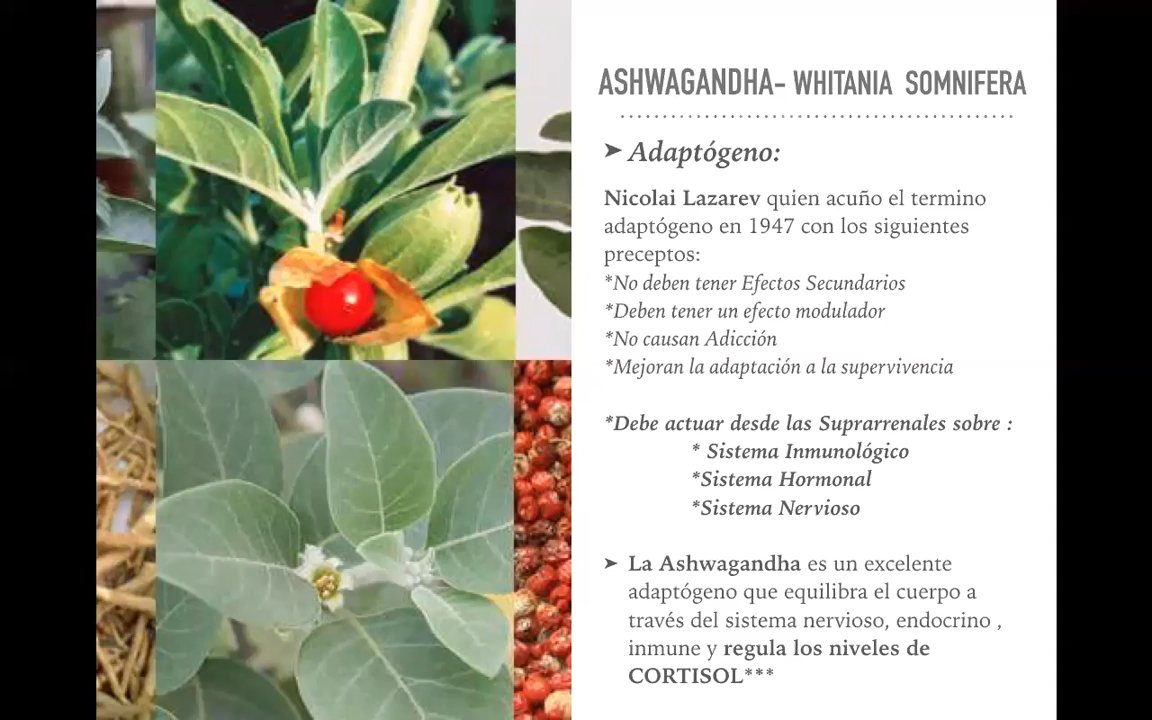 ASHWAGANDHA- WHITANIA SOMNIFERA
➤ Adaptógeno:
Nicolai Lazarev quien acuño el termino
adaptógeno en 1947 con los siguientes
preceptos:
*No deben tener Efectos Secundarios
*Deben tener un efecto modulador
*No causan Adicción
*Mejoran la adaptación a la supervivencia
*Debe actuar desde las Suprarrenales sobre :
* Sistema Inmunológico
*Sistema Hormonal
*Sistema Nervioso
➤ La Ashwagandha es un excelente
adaptógeno que equilibra el cuerpo a
través del sistema nervioso, endocrino ,
inmune y regula los niveles de
CORTISOL***